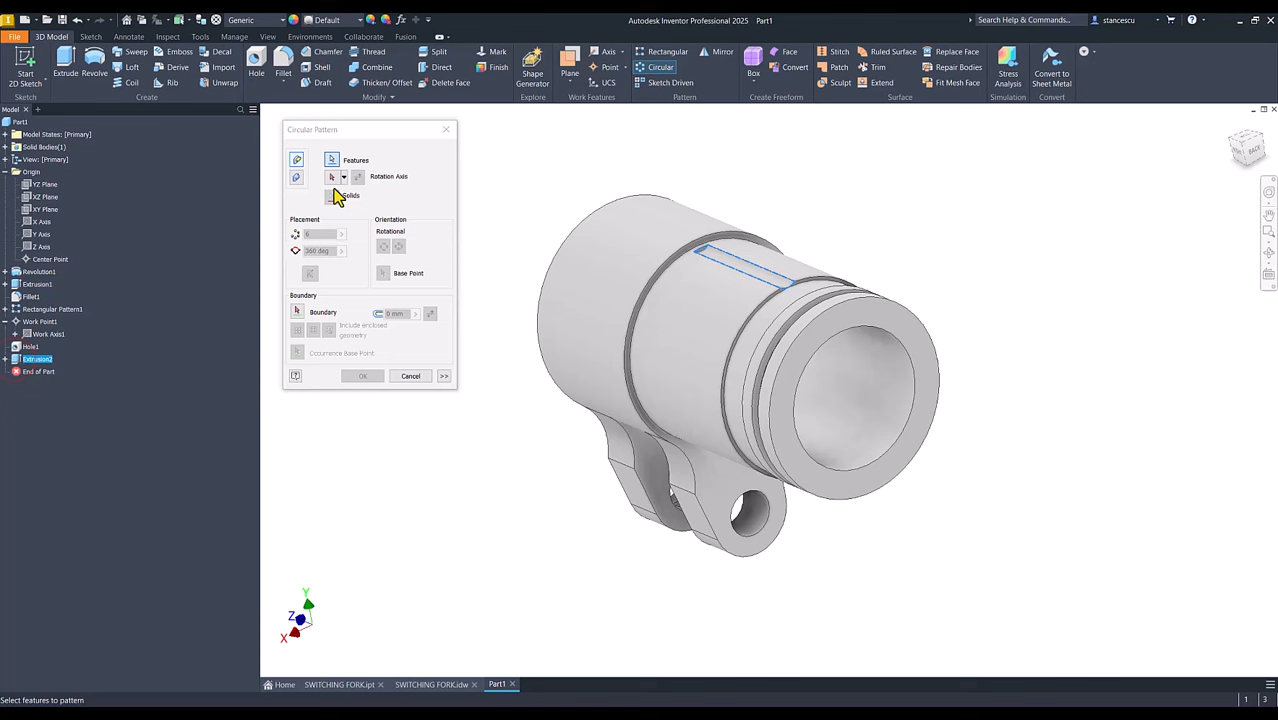 Generic Default Autodesk Inventor Professional 2025 Part1 Search Help & Commands... stancescu
File 3D Model Sketch Annotate Inspect Tools Manage View Environments Collaborate Fusion
Sweep Emboss Decal Chamfer Thread Split Mark Axis Rectangular Mirror Face Stitch Ruled Surface Replace Face
Start 2D Sketch Extrude Revolve Loft Derive Import Hole Fillet Shell Combine Direct Finish Shape Generator Plane Point Circular Box Convert Patch Trim Repair Bodies Stress Analysis Convert to Sheet Metal
Coil Rib Unwrap Draft Thicken/ Offset Delete Face UCS Sketch Driven Sculpt Extend Fit Mesh Face
Sketch Create Modify Explore Work Features Pattern Create Freeform Surface Simulation Convert
Model
Part1
Model States: [Primary]
Solid Bodies(1)
View: [Primary]
Origin
YZ Plane
XZ Plane
XY Plane
X Axis
Y Axis
Z Axis
Center Point
Revolution1
Extrusion1
Fillet1
Rectangular Pattern1
Work Point1
Work Axis1
Hole1
Extrusion2
End of Part
Circular Pattern
Features
Rotation Axis
Solids
Placement Orientation
6 Rotational
360 deg
Base Point
Boundary
Boundary 0 mm
Include enclosed
geometry
Occurrence Base Point
OK Cancel >>
BACK
Y
Z
X
Home SWITCHING FORK.ipt SWITCHING FORK.idw Part1
Select features to pattern 1 3